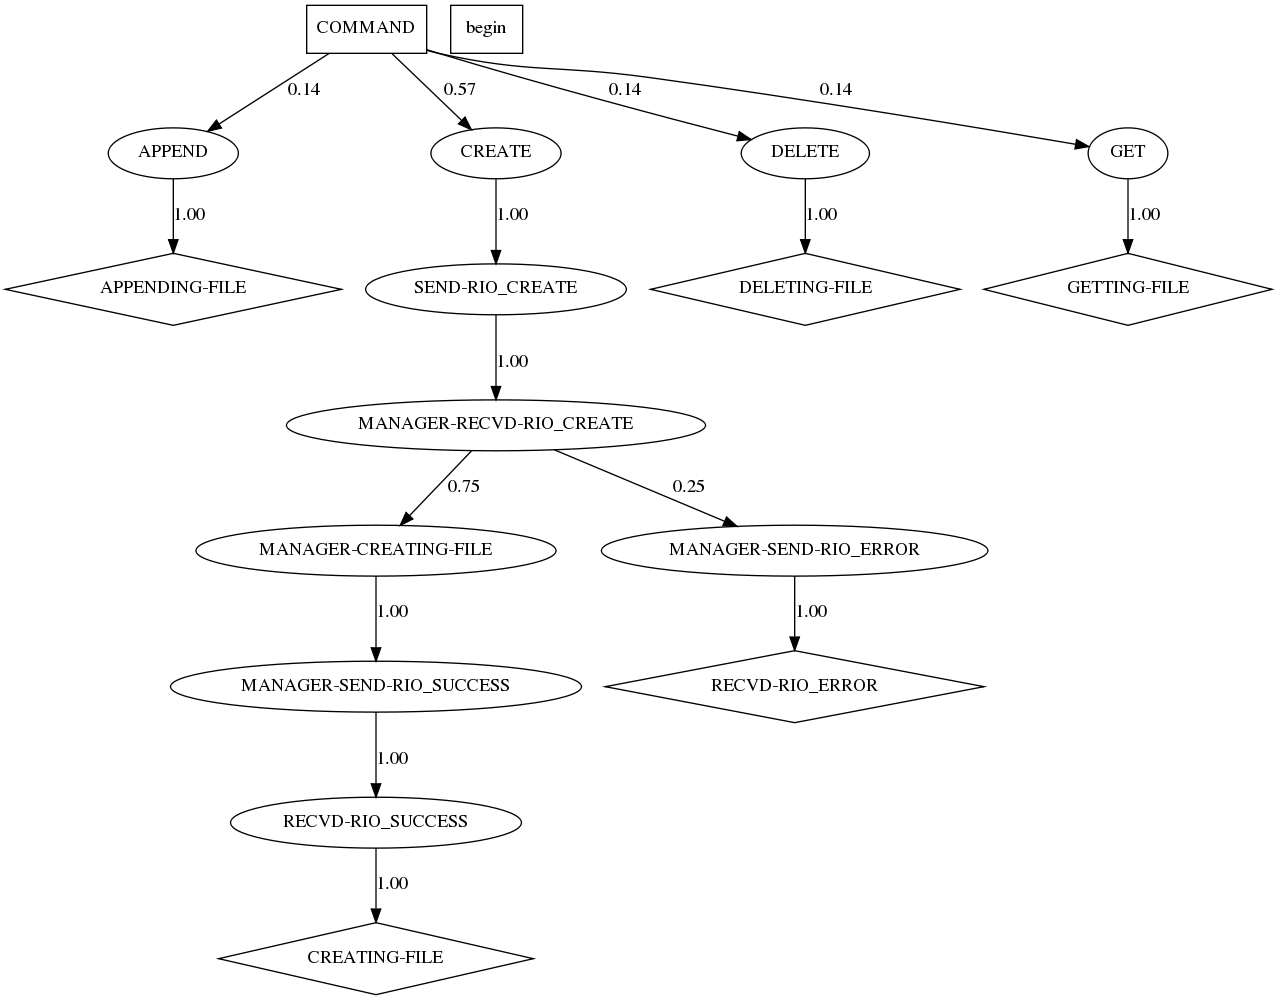 COMMAND
begin
0.14
0.57
0.14
0.14
APPEND
CREATE
DELETE
GET
1.00
1.00
1.00
1.00
APPENDING-FILE
SEND-RIO_CREATE
DELETING-FILE
GETTING-FILE
1.00
MANAGER-RECVD-RIO_CREATE
0.75
0.25
MANAGER-CREATING-FILE
MANAGER-SEND-RIO_ERROR
1.00
1.00
MANAGER-SEND-RIO_SUCCESS
RECVD-RIO_ERROR
1.00
RECVD-RIO_SUCCESS
1.00
CREATING-FILE